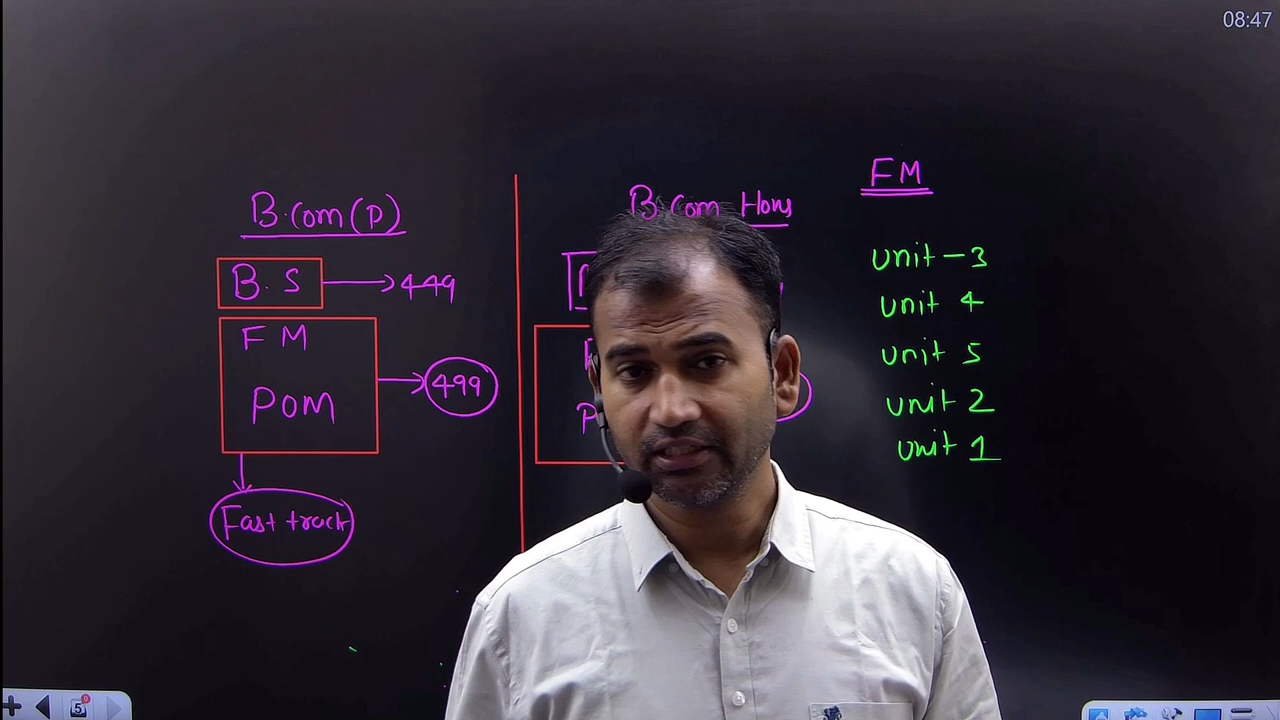 08:47
B.Com(P)
B.S → 449
FM
POM
→ 499
Fast track
B.Com Hons
FM
unit - 3
unit 4
unit 5
unit 2
unit 1
5